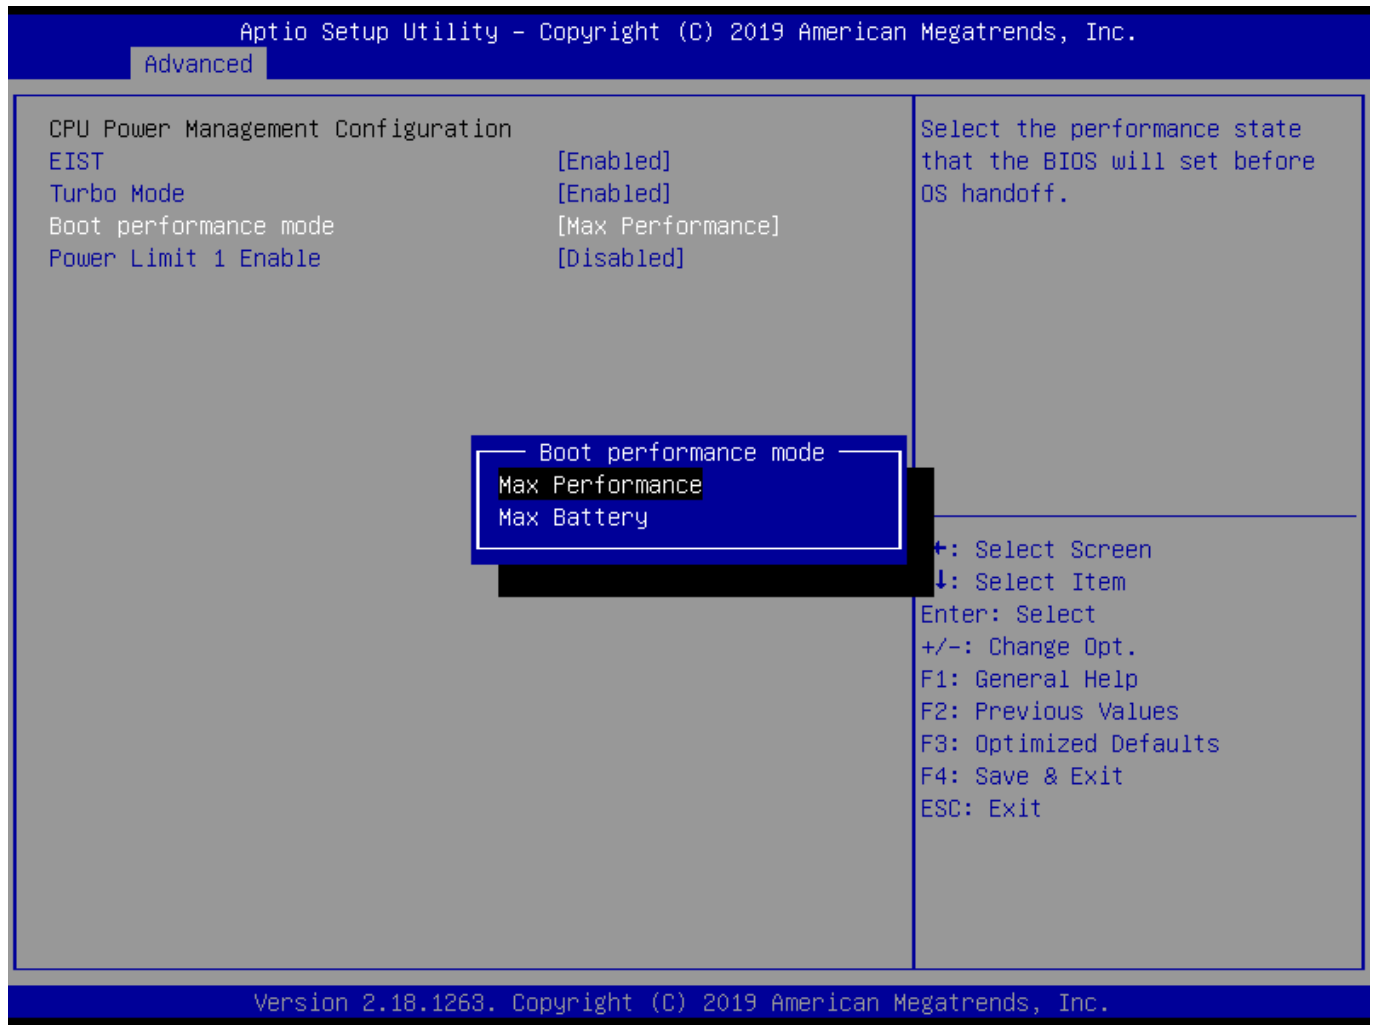 Aptio Setup Utility – Copyright (C) 2019 American Megatrends, Inc.
Advanced
CPU Power Management Configuration
EIST [Enabled]
Turbo Mode [Enabled]
Boot performance mode [Max Performance]
Power Limit 1 Enable [Disabled]
Select the performance state
that the BIOS will set before
OS handoff.
Boot performance mode
Max Performance
Max Battery
←: Select Screen
↓: Select Item
Enter: Select
+/-: Change Opt.
F1: General Help
F2: Previous Values
F3: Optimized Defaults
F4: Save & Exit
ESC: Exit
Version 2.18.1263. Copyright (C) 2019 American Megatrends, Inc.